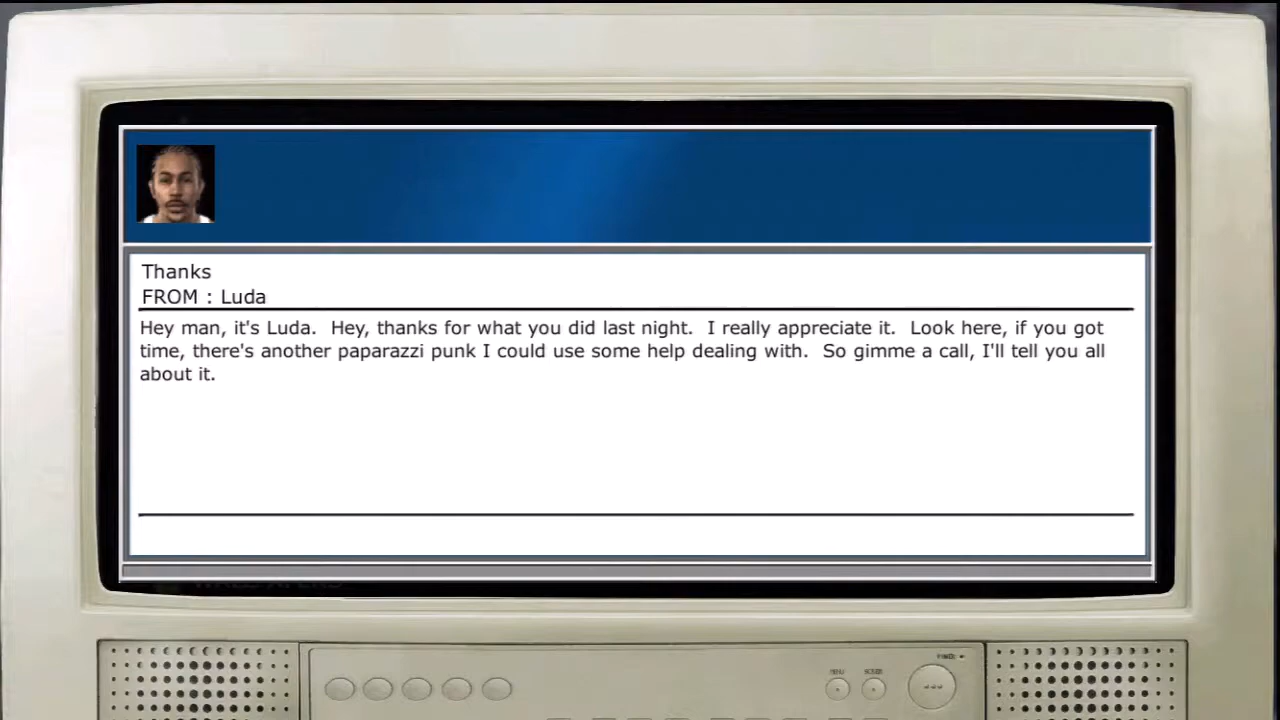 Thanks
FROM : Luda
Hey man, it's Luda.  Hey, thanks for what you did last night.  I really appreciate it.  Look here, if you got
time, there's another paparazzi punk I could use some help dealing with.  So gimme a call, I'll tell you all
about it.
MENU